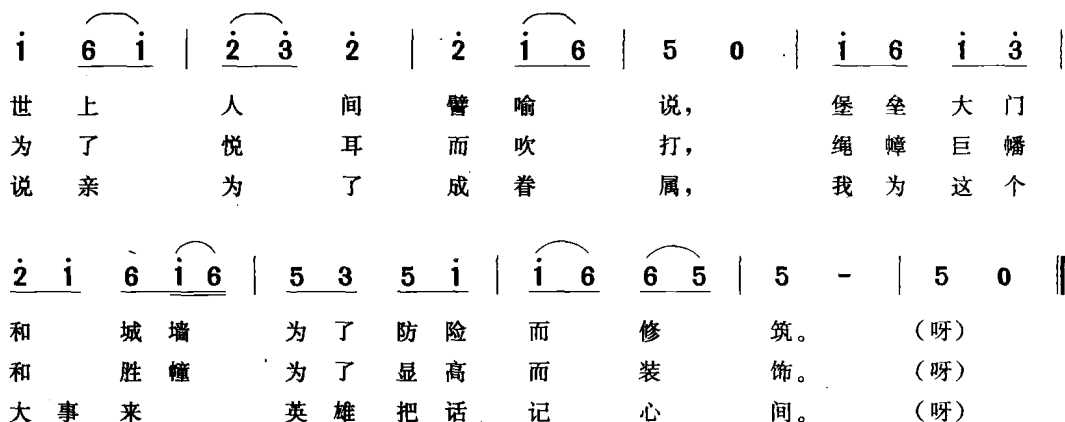 i 6 i | 2 3 2 | 2 i 6 | 5 0 | i 6 i 3 |
世 上 人 间 譬 喻 说， 堡 垒 大 门
为 了 悦 耳 而 吹 打， 绳 幛 巨 幡
说 亲 为 了 成 眷 属， 我 为 这 个
2 i 6 i 6 | 5 3 5 i | i 6 6 5 | 5 - | 5 0 ‖
和 城 墙 为 了 防 险 而 修 筑。 （呀）
和 胜 幢 为 了 显 高 而 装 饰。 （呀）
大 事 来 英 雄 把 话 记 心 间。 （呀）